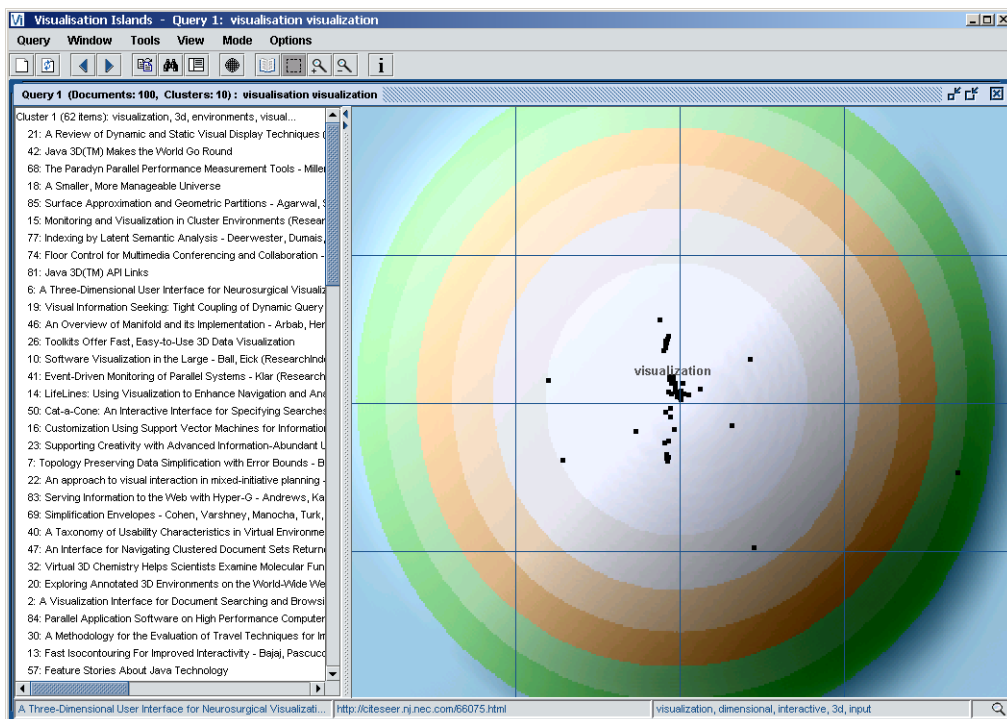 Vi Visualisation Islands - Query 1: visualisation visualization
Query Window Tools View Mode Options
i
Query 1 (Documents: 100, Clusters: 10) : visualisation visualization
Cluster 1 (62 items): visualization, 3d, environments, visual...
21: A Review of Dynamic and Static Visual Display Techniques (
42: Java 3D(TM) Makes the World Go Round
68: The Paradyn Parallel Performance Measurement Tools - Miller
18: A Smaller, More Manageable Universe
85: Surface Approximation and Geometric Partitions - Agarwal, S
15: Monitoring and Visualization in Cluster Environments (Resear
77: Indexing by Latent Semantic Analysis - Deerwester, Dumais,
74: Floor Control for Multimedia Conferencing and Collaboration -
81: Java 3D(TM) API Links
6: A Three-Dimensional User Interface for Neurosurgical Visualiz
19: Visual Information Seeking: Tight Coupling of Dynamic Query
46: An Overview of Manifold and its Implementation - Arbab, Her
26: Toolkits Offer Fast, Easy-to-Use 3D Data Visualization
10: Software Visualization in the Large - Ball, Eick (ResearchInd
41: Event-Driven Monitoring of Parallel Systems - Klar (Research
14: LifeLines: Using Visualization to Enhance Navigation and Ana
50: Cat-a-Cone: An Interactive Interface for Specifying Searches
16: Customization Using Support Vector Machines for Informatio
23: Supporting Creativity with Advanced Information-Abundant U
7: Topology Preserving Data Simplification with Error Bounds - B
22: An approach to visual interaction in mixed-initiative planning -
83: Serving Information to the Web with Hyper-G - Andrews, Ka
69: Simplification Envelopes - Cohen, Varshney, Manocha, Turk,
40: A Taxonomy of Usability Characteristics in Virtual Environme
47: An Interface for Navigating Clustered Document Sets Return
32: Virtual 3D Chemistry Helps Scientists Examine Molecular Fun
20: Exploring Annotated 3D Environments on the World-Wide We
2: A Visualization Interface for Document Searching and Browsi
84: Parallel Application Software on High Performance Computer
30: A Methodology for the Evaluation of Travel Techniques for Im
13: Fast Isocontouring For Improved Interactivity - Bajaj, Pascucc
57: Feature Stories About Java Technology
visualization
A Three-Dimensional User Interface for Neurosurgical Visualizati... http://citeseer.nj.nec.com/66075.html visualization, dimensional, interactive, 3d, input